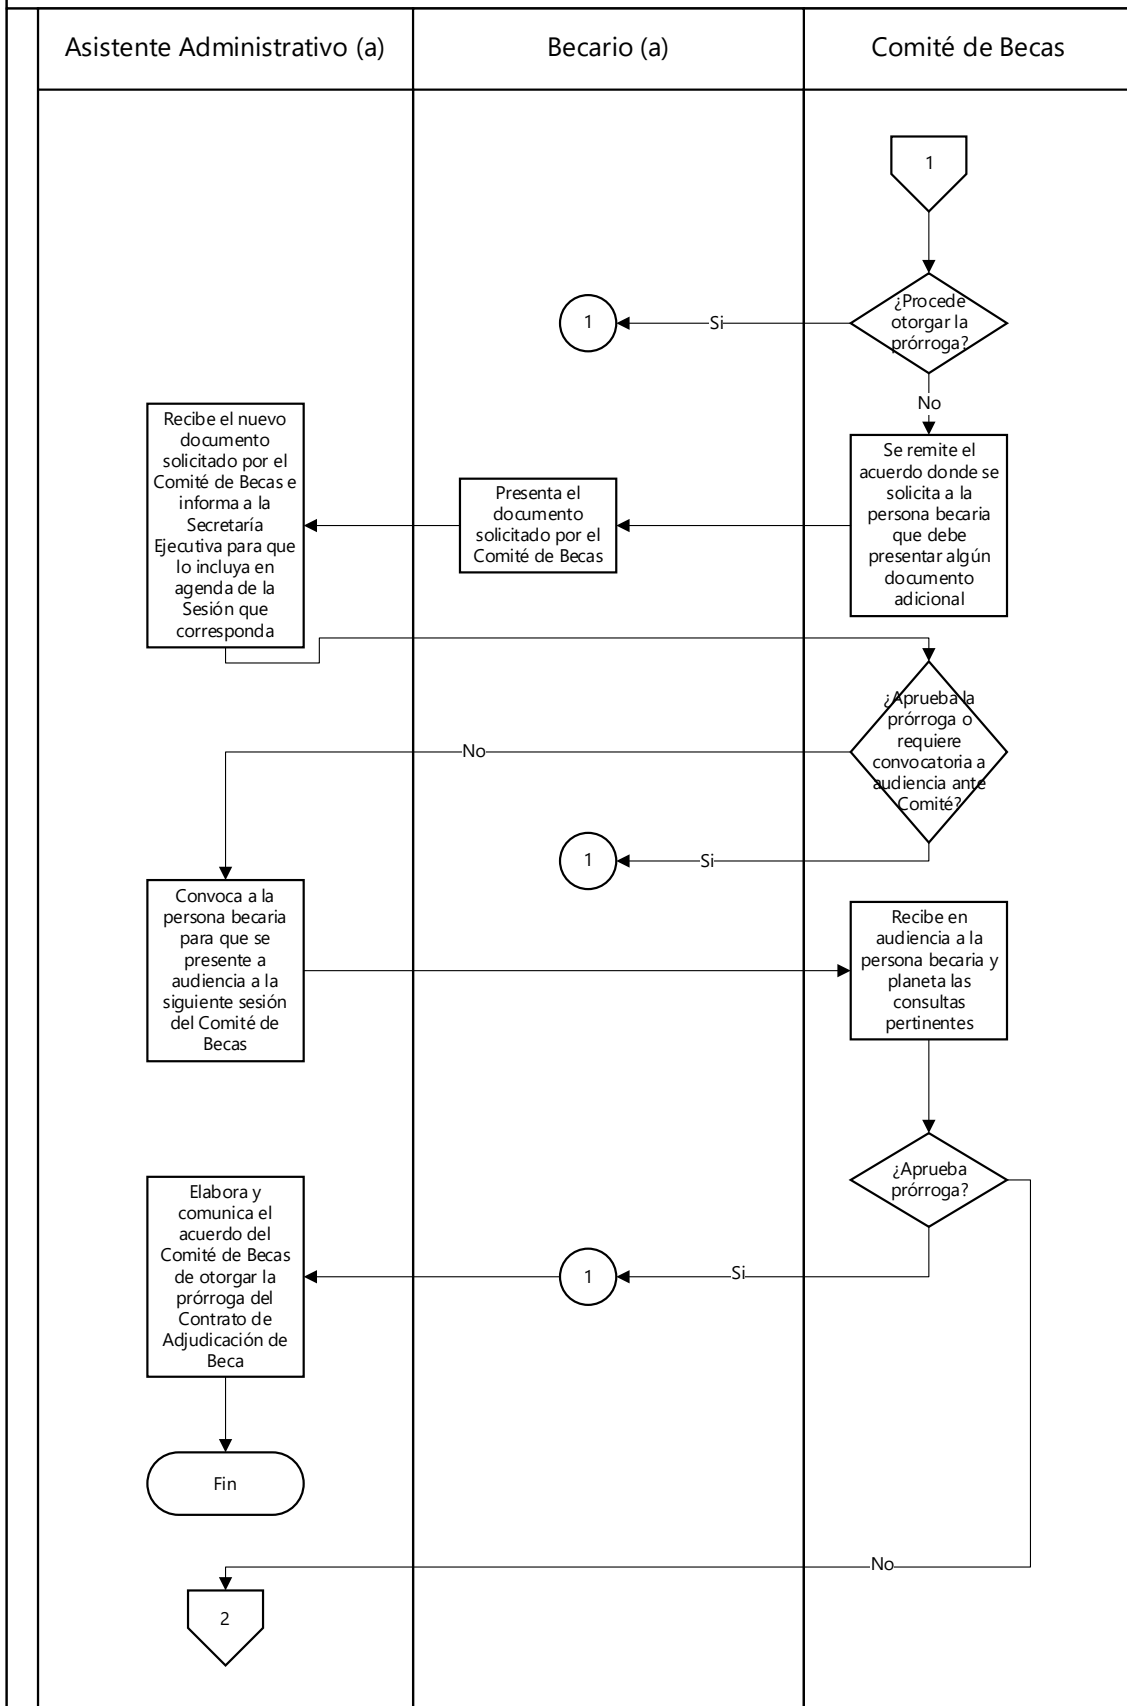 Asistente Administrativo (a)
Becario (a)
Comité de Becas
1
¿Procede
otorgar la
prórroga?
Si
1
No
Se remite el
acuerdo donde se
solicita a la
persona becaria
que debe
presentar algún
documento
adicional
Presenta el
documento
solicitado por el
Comité de Becas
Recibe el nuevo
documento
solicitado por el
Comité de Becas e
informa a la
Secretaría
Ejecutiva para que
lo incluya en
agenda de la
Sesión que
corresponda
¿Aprueba la
prórroga o
requiere
convocatoria a
audiencia ante
Comité?
No
Si
1
Convoca a la
persona becaria
para que se
presente a
audiencia a la
siguiente sesión
del Comité de
Becas
Recibe en
audiencia a la
persona becaria y
planeta las
consultas
pertinentes
¿Aprueba
prórroga?
Si
1
Elabora y
comunica el
acuerdo del
Comité de Becas
de otorgar la
prórroga del
Contrato de
Adjudicación de
Beca
Fin
No
2